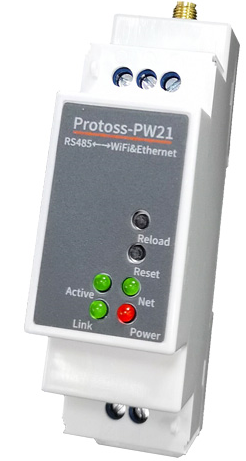 Protoss-PW21
RS485⟷WiFi&Ethernet
Reload
Reset
Active
Net
Link
Power